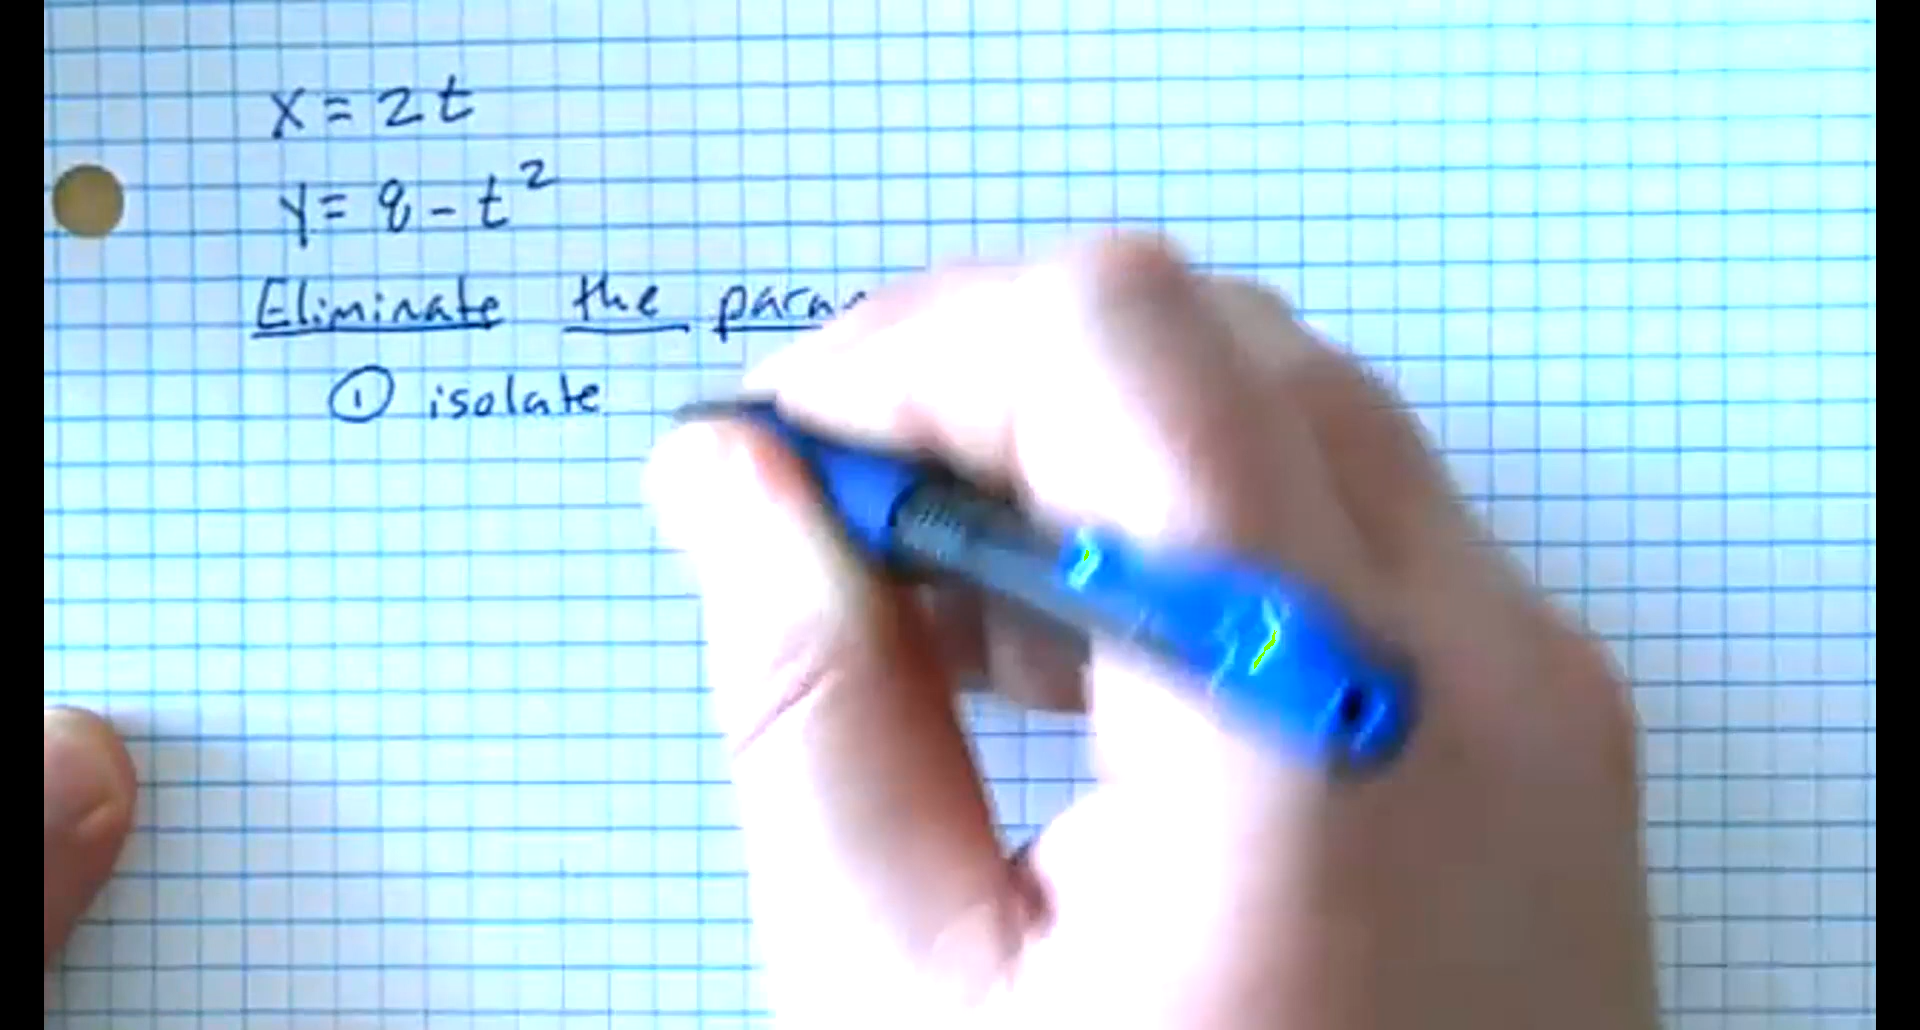 x = 2t
y = 8 - t²
Eliminate the
① isolate